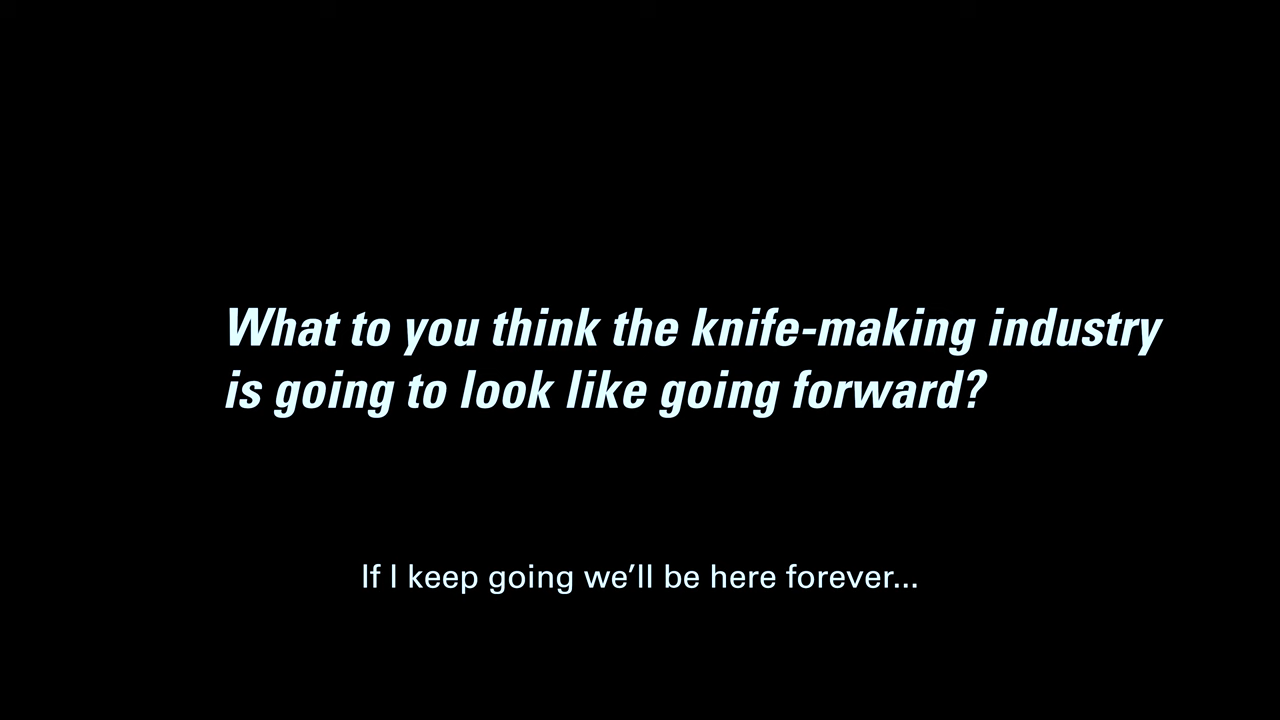 What to you think the knife-making industry
is going to look like going forward?
If I keep going we’ll be here forever...